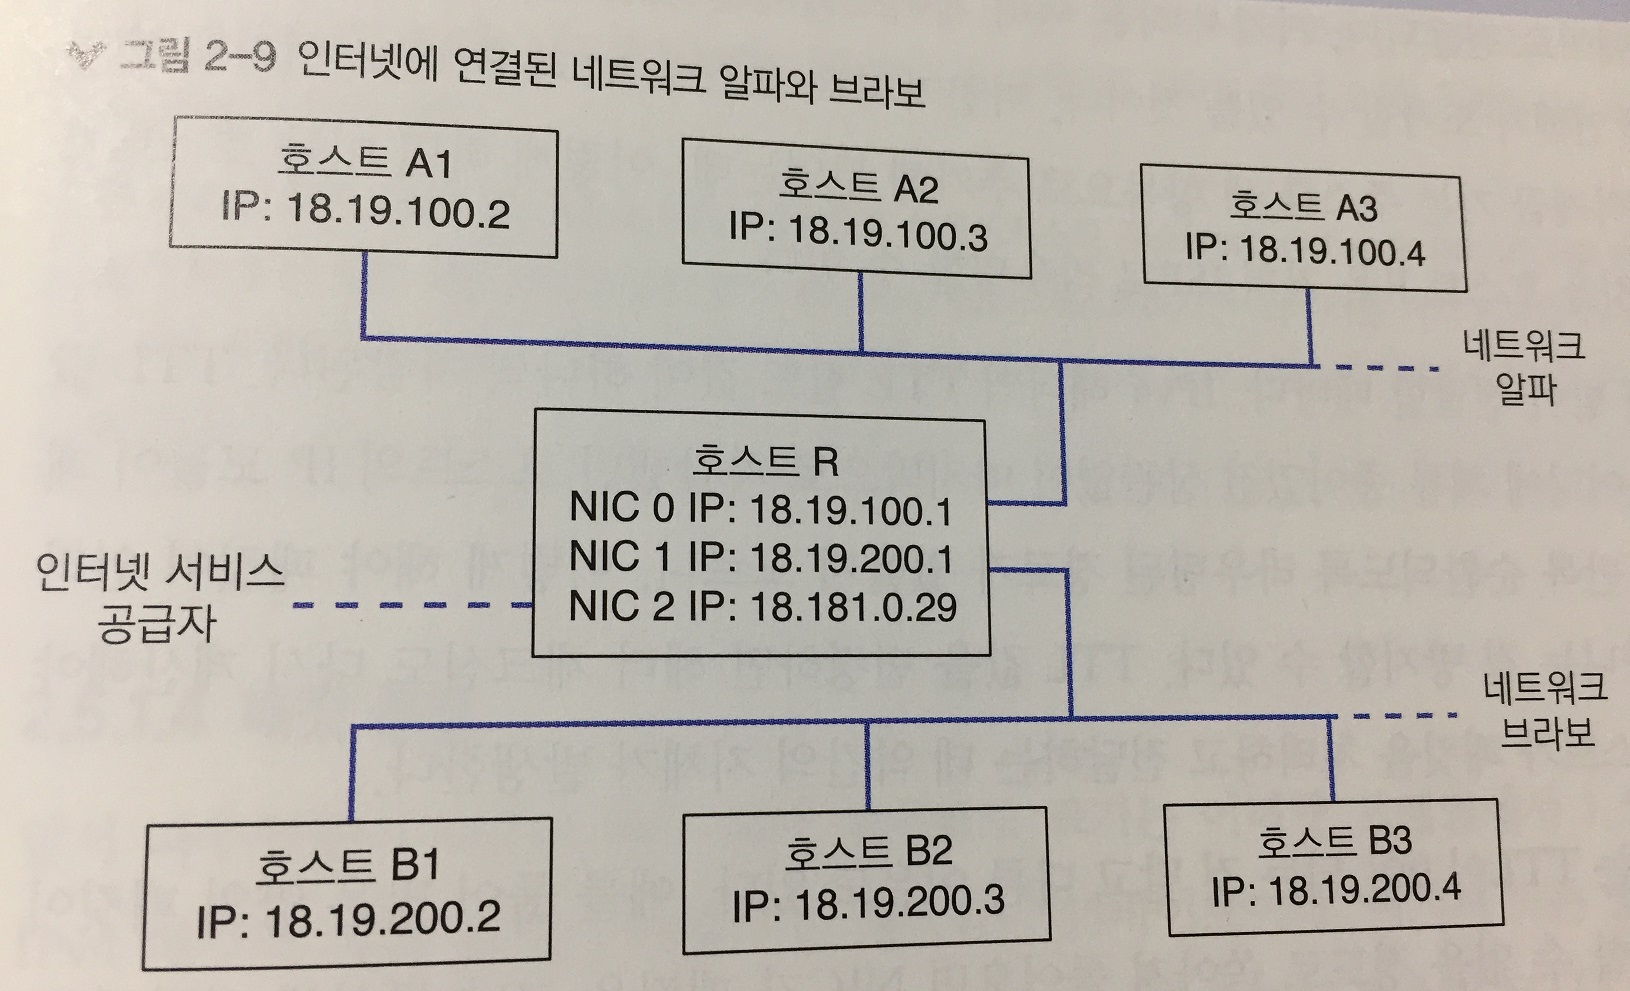 그림 2-9 인터넷에 연결된 네트워크 알파와 브라보
호스트 A1
IP: 18.19.100.2
호스트 A2
IP: 18.19.100.3
호스트 A3
IP: 18.19.100.4
네트워크
알파
호스트 R
NIC 0 IP: 18.19.100.1
NIC 1 IP: 18.19.200.1
NIC 2 IP: 18.181.0.29
인터넷 서비스
공급자
네트워크
브라보
호스트 B1
IP: 18.19.200.2
호스트 B2
IP: 18.19.200.3
호스트 B3
IP: 18.19.200.4